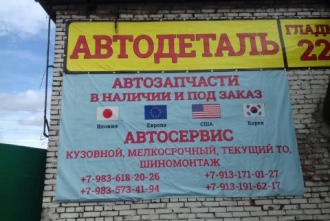 АВТОДЕТАЛЬ
ГЛАДИ
22
АВТОЗАПЧАСТИ
В НАЛИЧИИ И ПОД ЗАКАЗ
Япония Европа США Корея
АВТОСЕРВИС
КУЗОВНОЙ, МЕЛКОСРОЧНЫЙ, ТЕКУЩИЙ ТО,
ШИНОМОНТАЖ
+7-983-618-20-26 +7-913-171-01-27
+7-983-573-41-94 +7-913-191-62-17